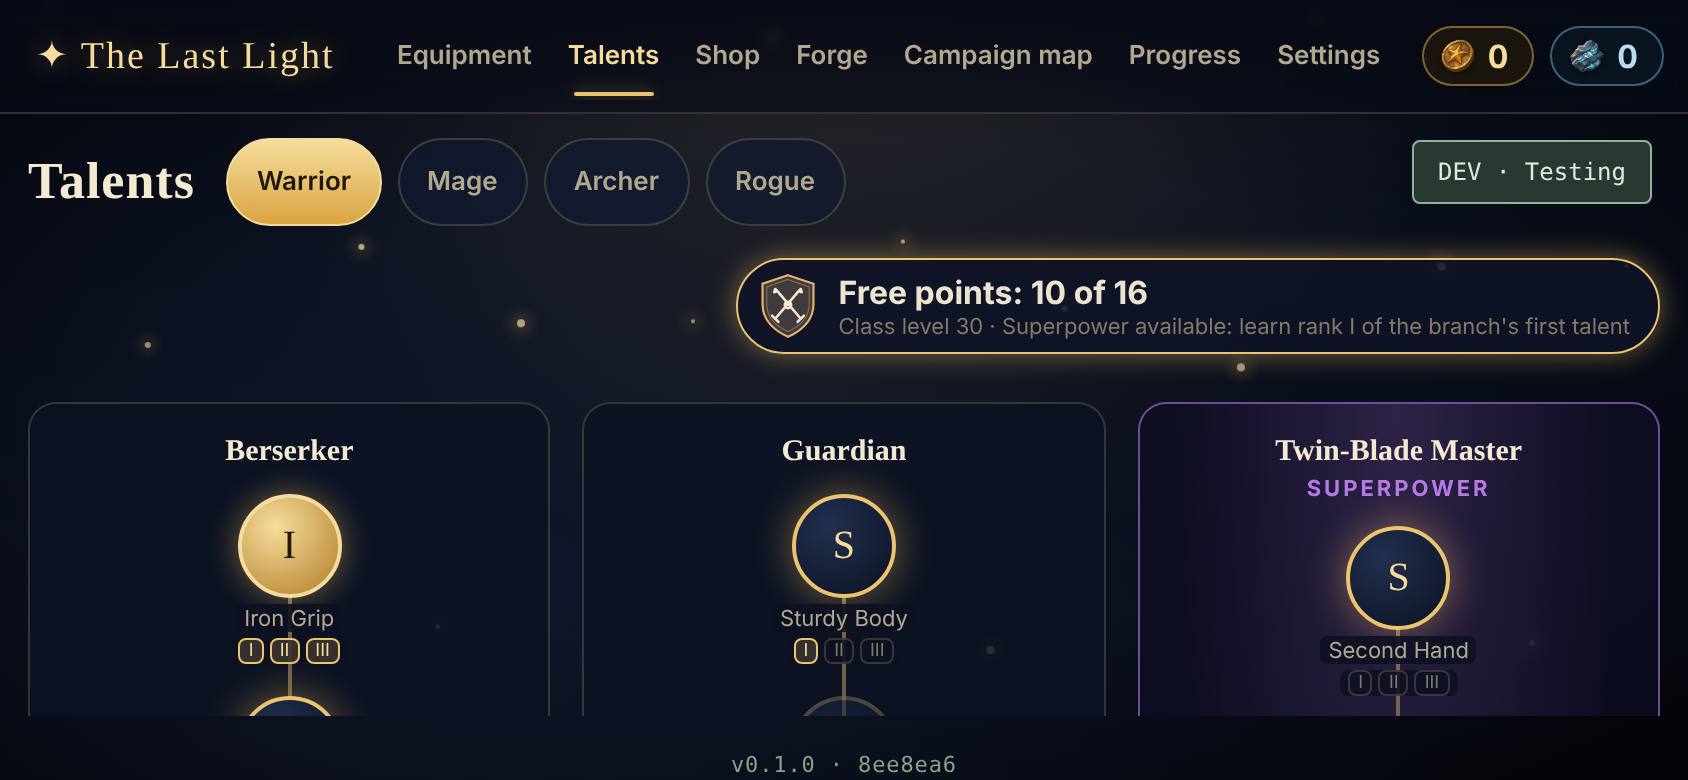 ✦ The Last Light Equipment Talents Shop Forge Campaign map Progress Settings 0 0
Talents Warrior Mage Archer Rogue DEV · Testing
Free points: 10 of 16
Class level 30 · Superpower available: learn rank I of the branch's first talent
Berserker Guardian Twin-Blade Master
SUPERPOWER
I S S
Iron Grip Sturdy Body Second Hand
I II III I II III I II III
v0.1.0 · 8ee8ea6